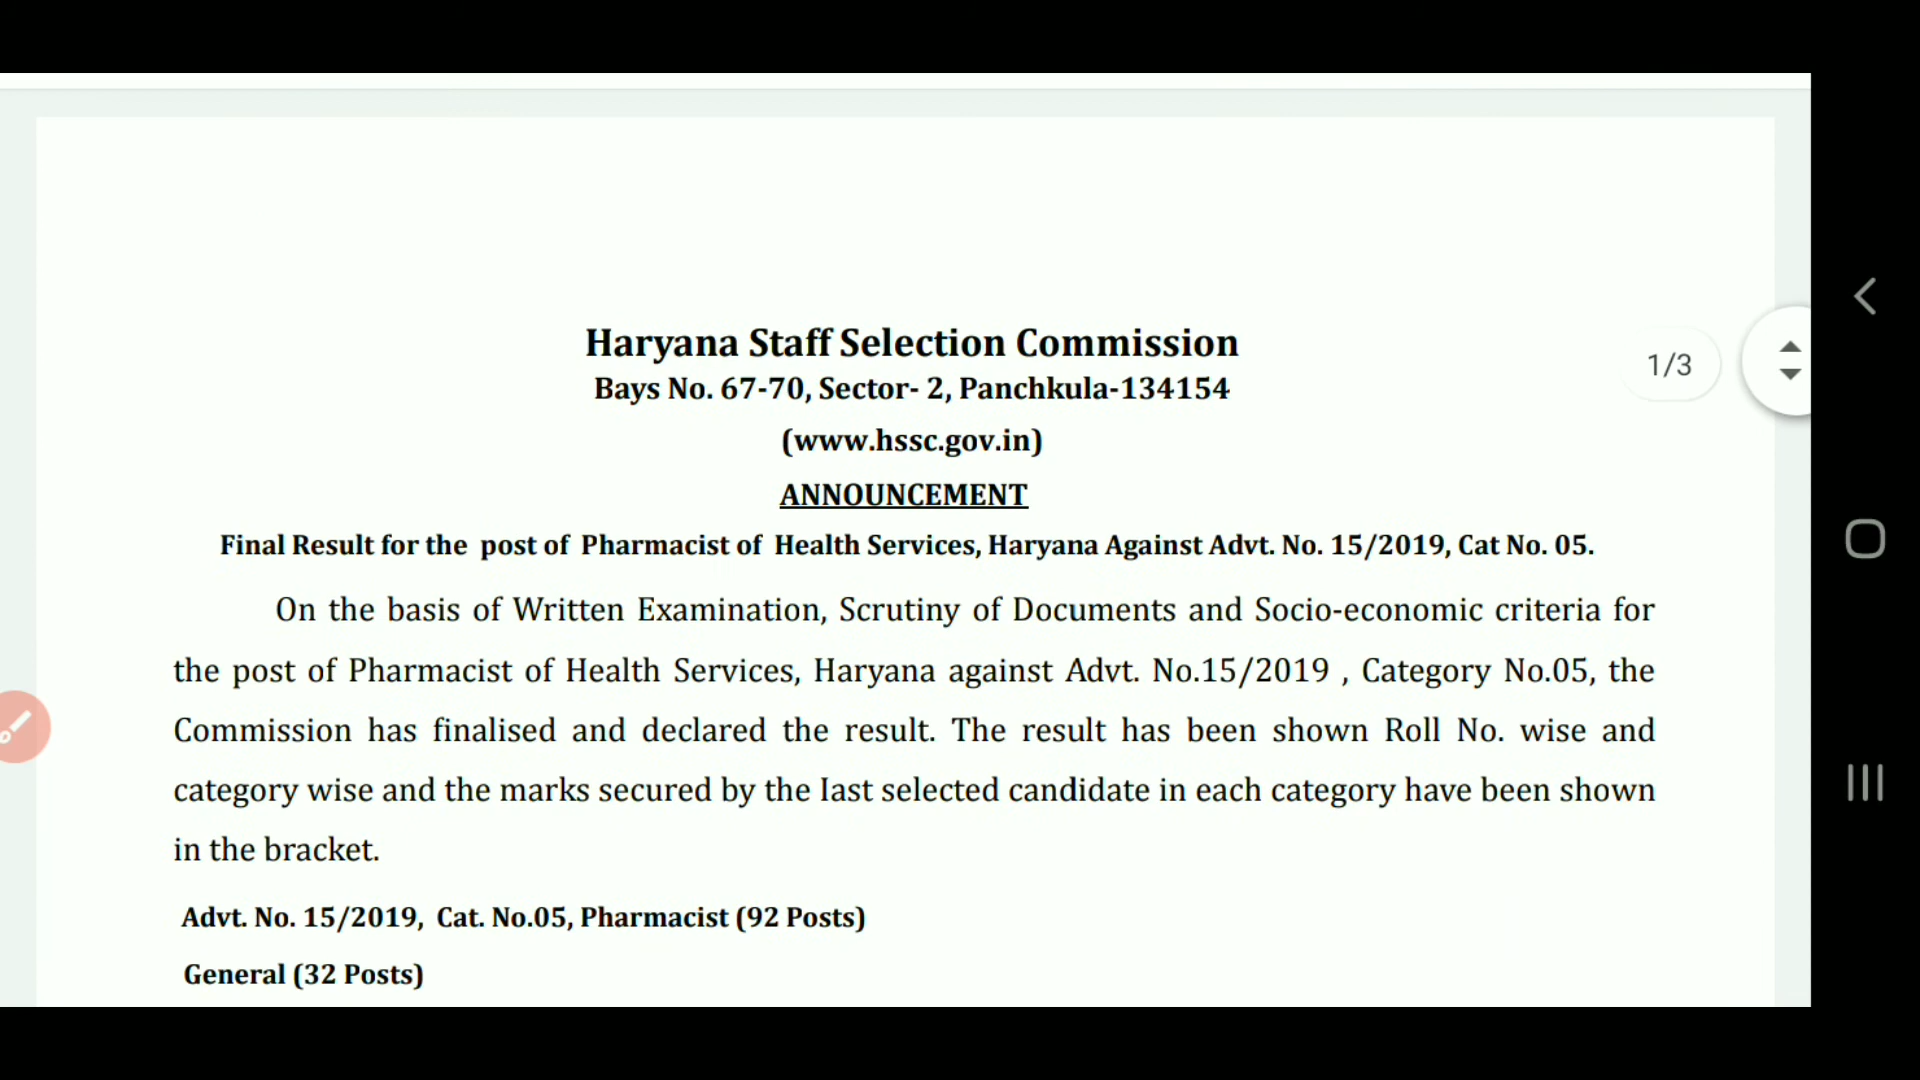 Haryana Staff Selection Commission
Bays No. 67-70, Sector- 2, Panchkula-134154
(www.hssc.gov.in)
ANNOUNCEMENT
Final Result for the post of Pharmacist of Health Services, Haryana Against Advt. No. 15/2019, Cat No. 05.
1/3
On the basis of Written Examination, Scrutiny of Documents and Socio-economic criteria for
the post of Pharmacist of Health Services, Haryana against Advt. No.15/2019 , Category No.05, the
Commission has finalised and declared the result. The result has been shown Roll No. wise and
category wise and the marks secured by the last selected candidate in each category have been shown
in the bracket.
Advt. No. 15/2019, Cat. No.05, Pharmacist (92 Posts)
General (32 Posts)